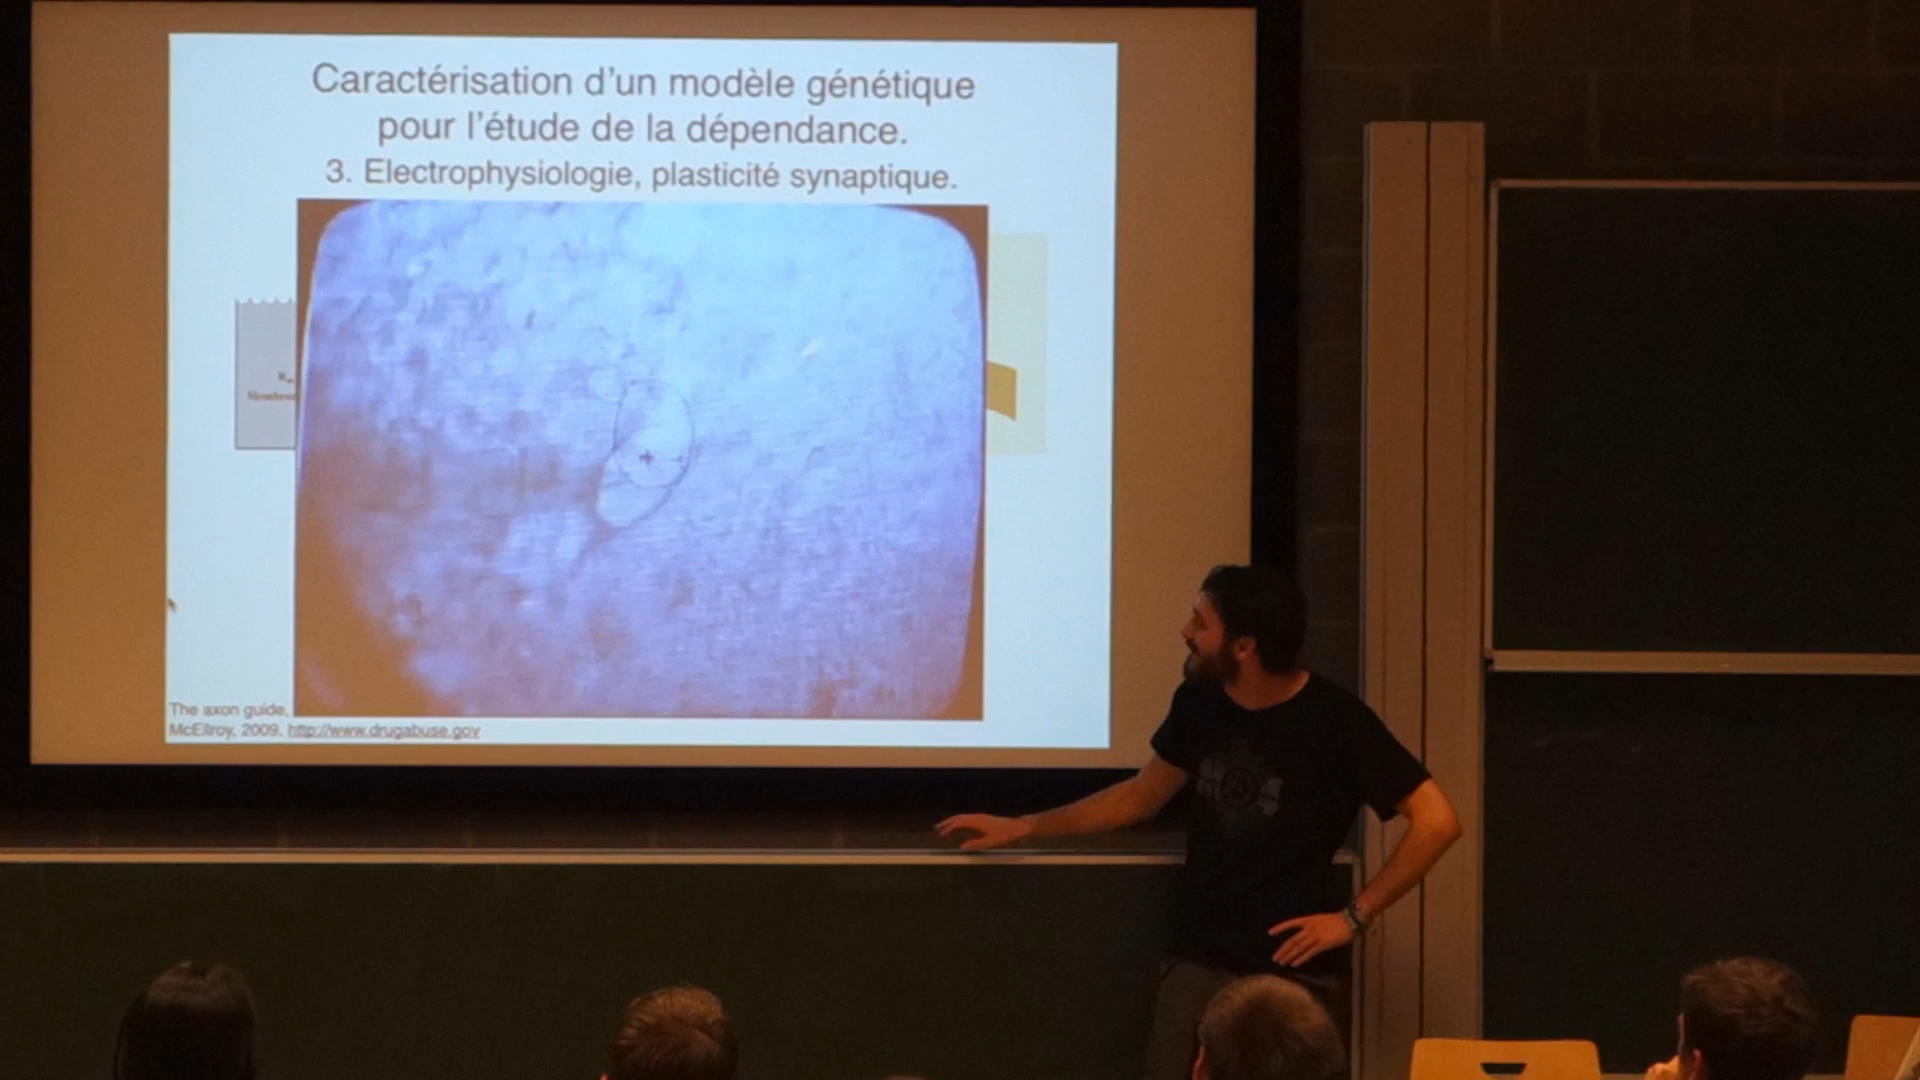 Caractérisation d'un modèle génétique
pour l'étude de la dépendance.
3. Electrophysiologie, plasticité synaptique.
The axon guide,
McEllroy, 2009, http://www.drugabuse.gov